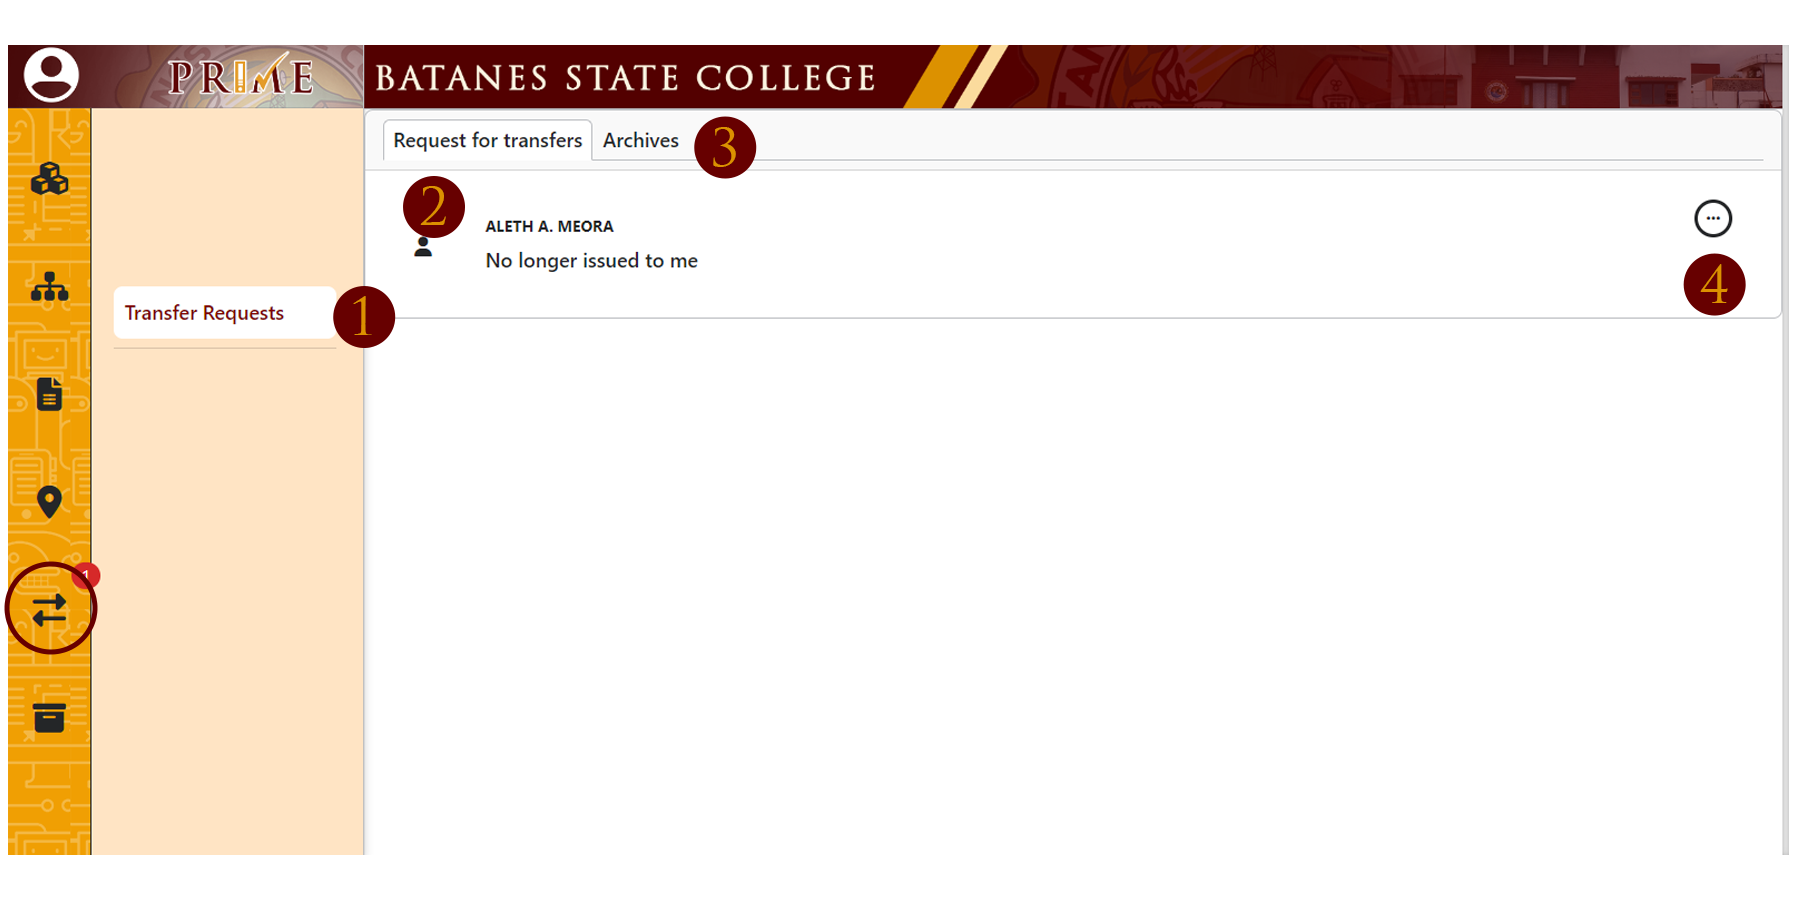 PRIME
BATANES STATE COLLEGE
Request for transfers
Archives
3
2
ALETH A. MEORA
No longer issued to me
4
Transfer Requests
1
1